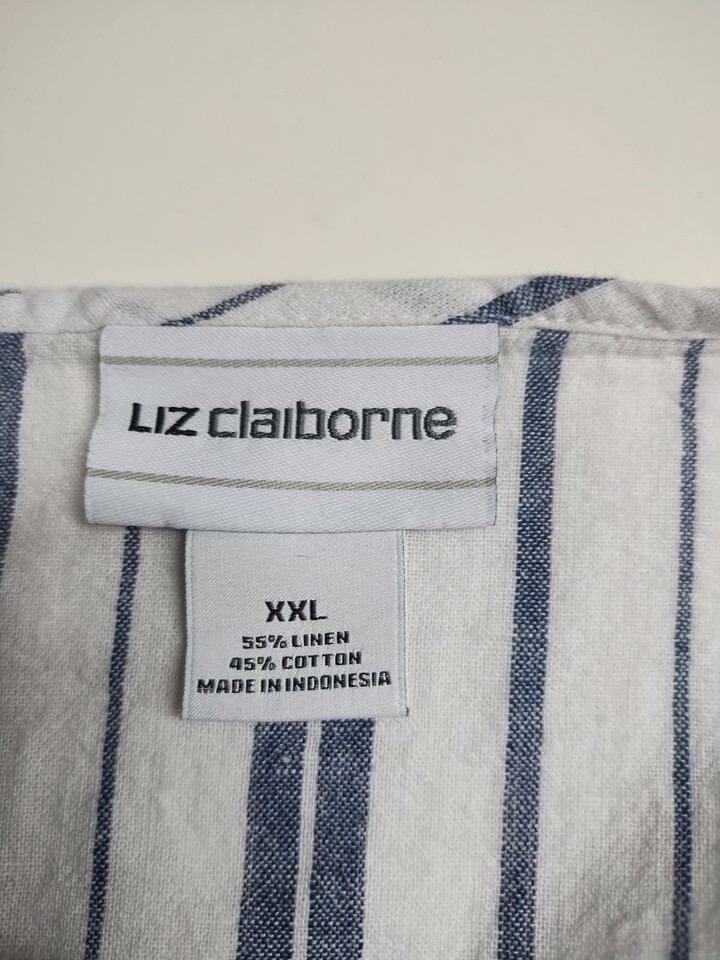 LIZ claiborne
XXL
55% LINEN
45% COTTON
MADE IN INDONESIA